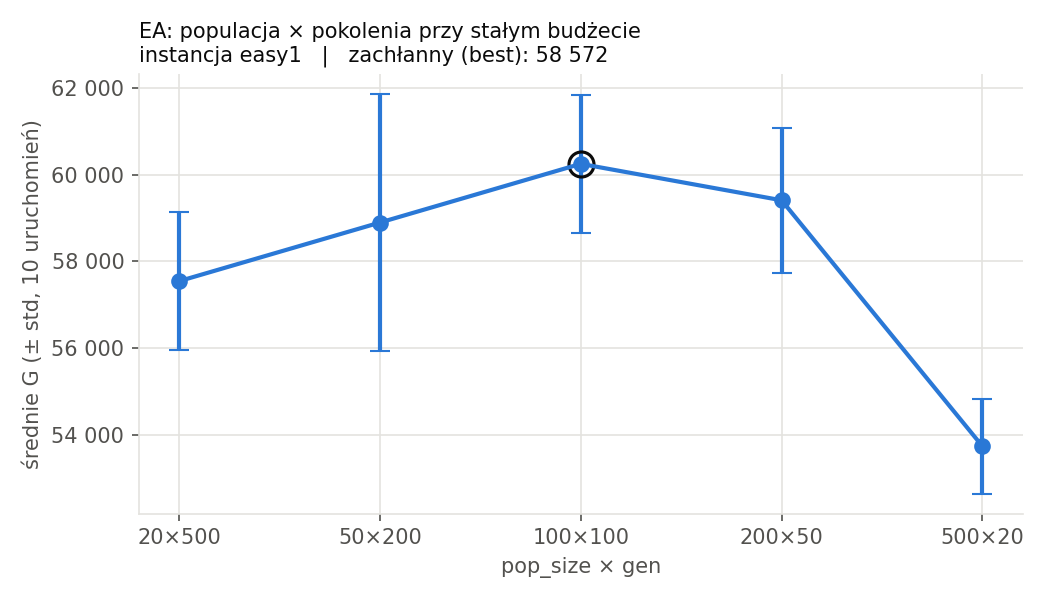 EA: populacja × pokolenia przy stałym budżecie
instancja easy1 | zachłanny (best): 58 572
średnie G (± std, 10 uruchomień)
62 000
60 000
58 000
56 000
54 000
20×500
50×200
100×100
200×50
500×20
pop_size × gen